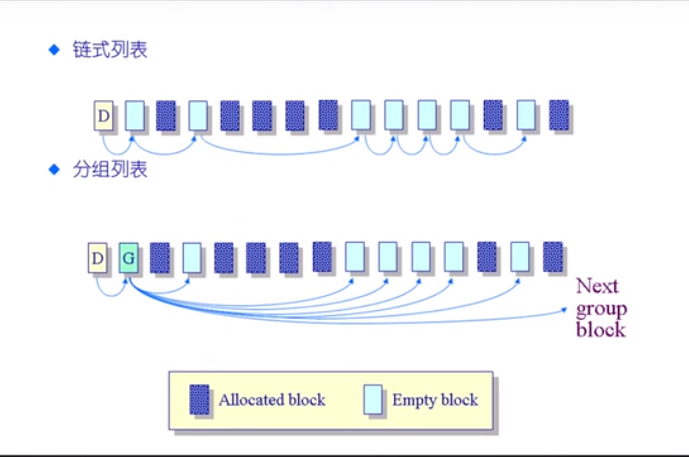 链式列表
D
分组列表
D G
Next
group
block
Allocated block Empty block